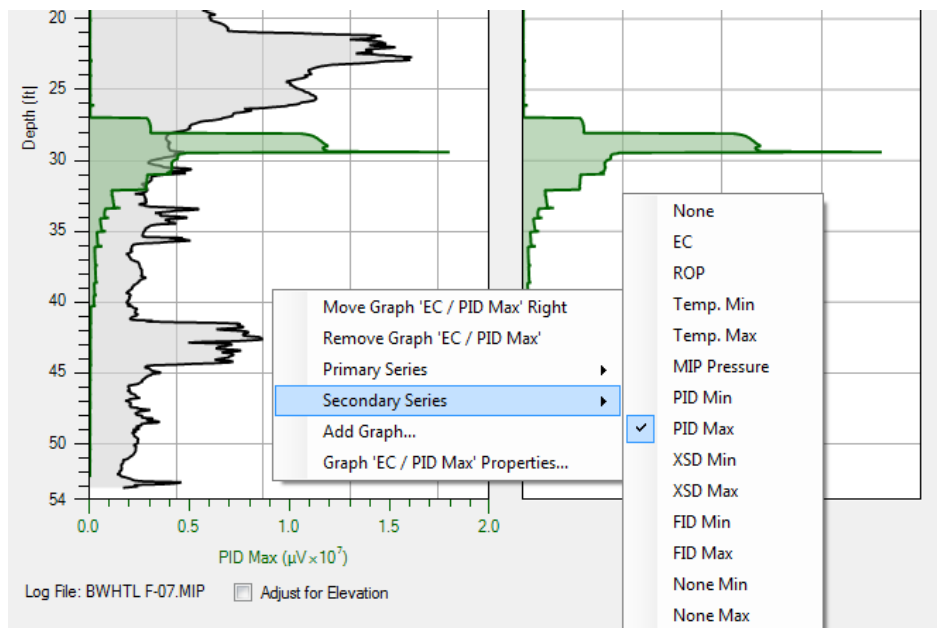 20
25
30
35
40
45
50
54
Depth (ft)
0.0 0.5 1.0 1.5 2.0
PID Max (µV×10⁷)
Log File: BWHTL F-07.MIP
Adjust for Elevation
Move Graph 'EC / PID Max' Right
Remove Graph 'EC / PID Max'
Primary Series
Secondary Series
Add Graph...
Graph 'EC / PID Max' Properties...
None
EC
ROP
Temp. Min
Temp. Max
MIP Pressure
PID Min
PID Max
XSD Min
XSD Max
FID Min
FID Max
None Min
None Max